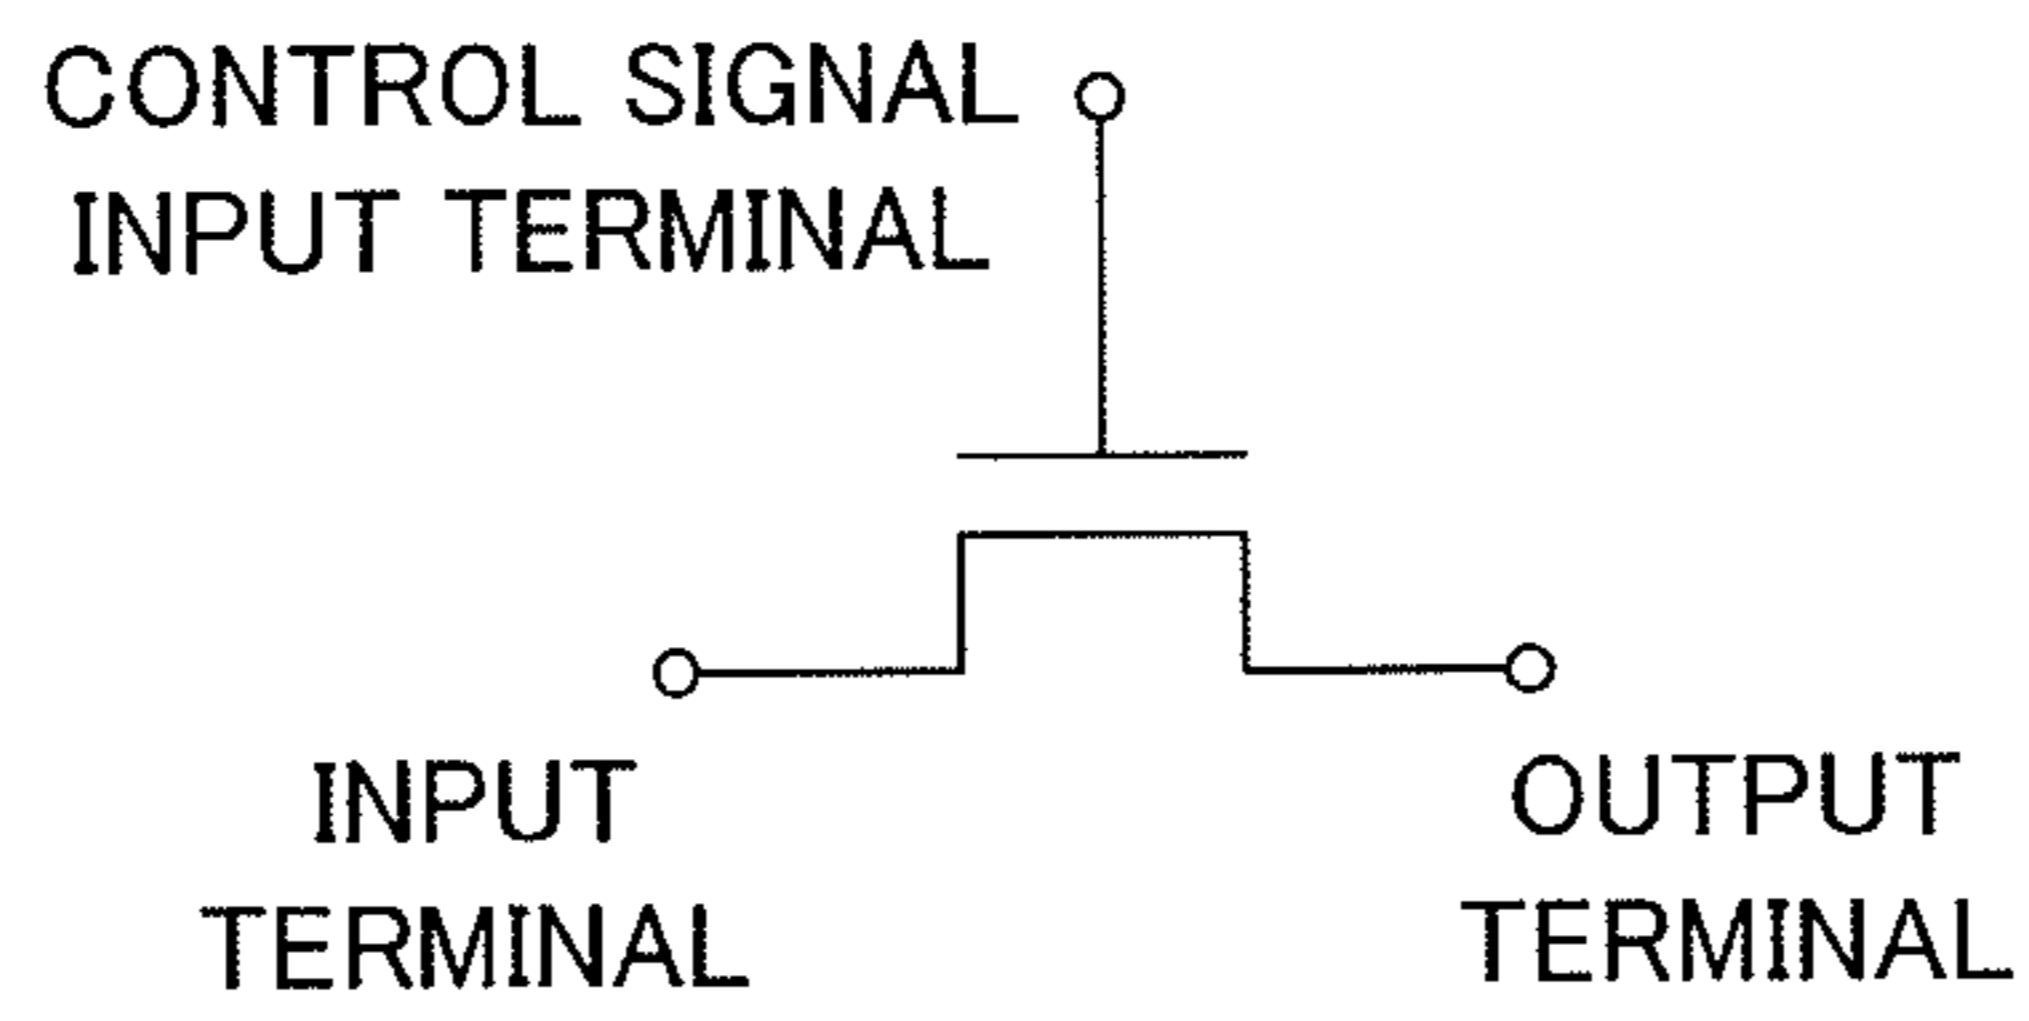 CONTROL SIGNAL
INPUT TERMINAL
INPUT
TERMINAL
OUTPUT
TERMINAL